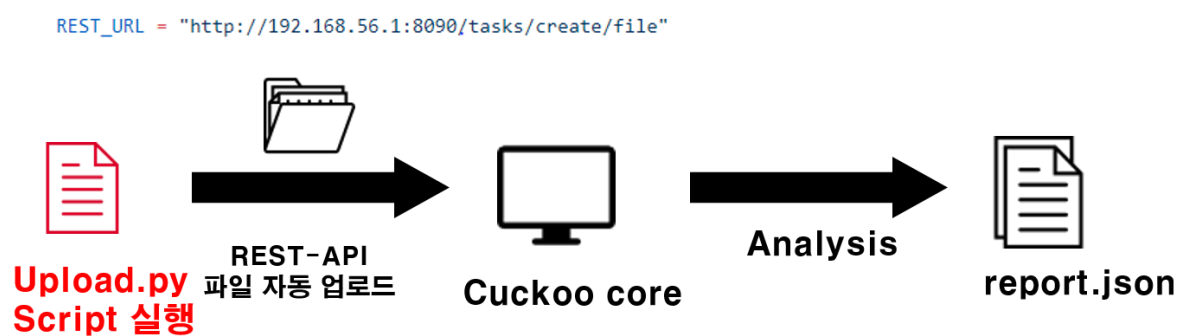 REST_URL = "http://192.168.56.1:8090/tasks/create/file"
REST-API
파일 자동 업로드
Upload.py
Script 실행
Cuckoo core
Analysis
report.json